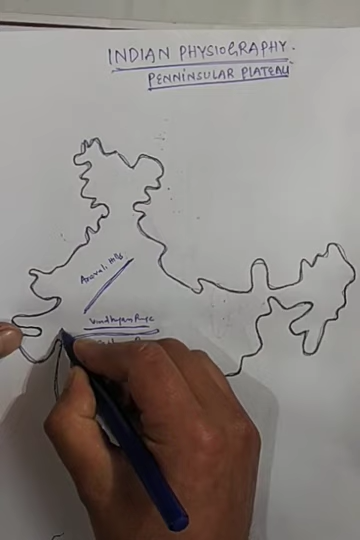 INDIAN PHYSIOGRAPHY.
PENNINSULAR PLATEAU
Aravali Hills
Vindhyan Range